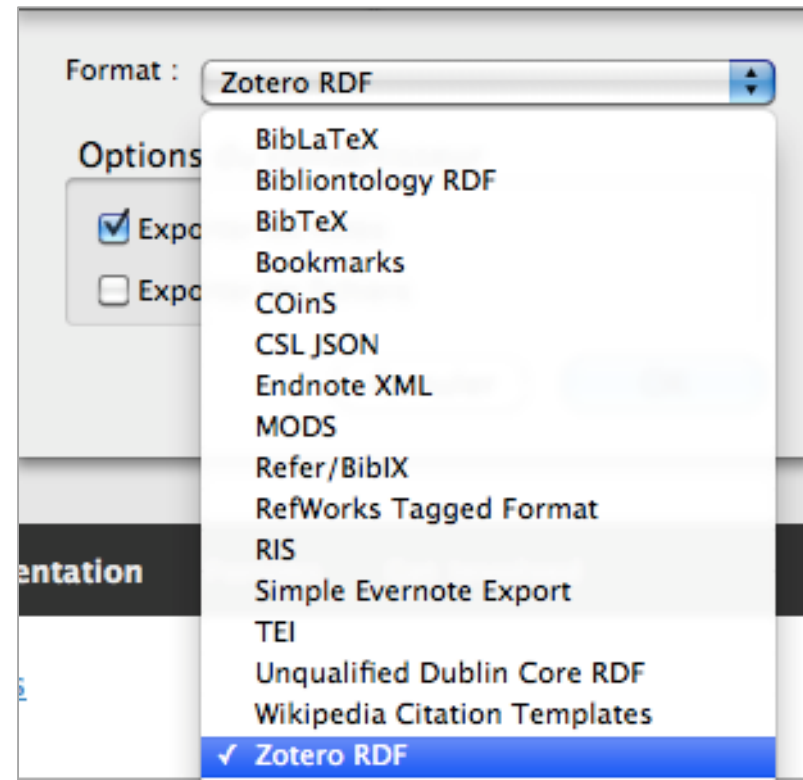 Format :
Zotero RDF
Options
BibLaTeX
Bibliontology RDF
BibTeX
Bookmarks
COinS
CSL JSON
Endnote XML
MODS
Refer/BibIX
RefWorks Tagged Format
RIS
Simple Evernote Export
TEI
Unqualified Dublin Core RDF
Wikipedia Citation Templates
✓ Zotero RDF
Expo
Expo
entation
s